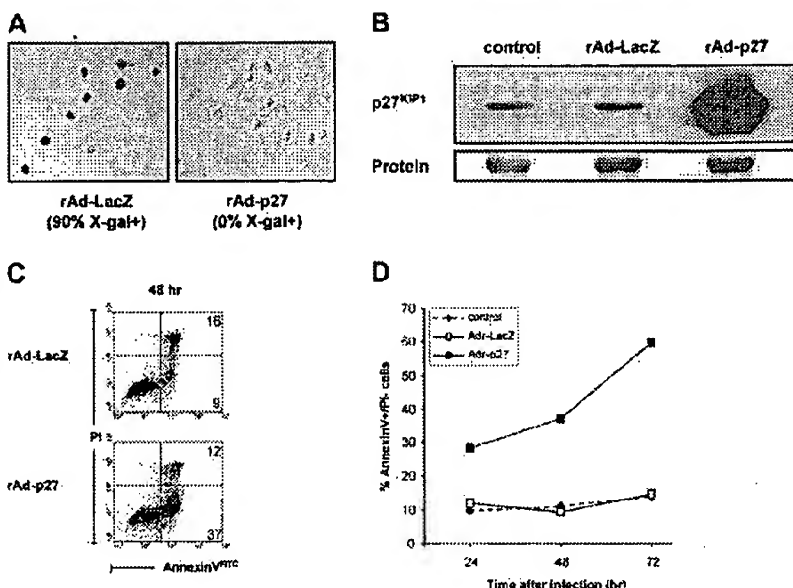 A
rAd-LacZ
(90% X-gal+)
rAd-p27
(0% X-gal+)
B
control rAd-LacZ rAd-p27
p27KIP1
Protein
C
48 hr
rAd-LacZ
16
9
PI
rAd-p27
12
37
AnnexinV FITC
D
% AnnexinV+/PI- cells
70
60
50
40
30
20
10
0
control
Adr-LacZ
Adr-p27
24 48 72
Time after Infection (hr)